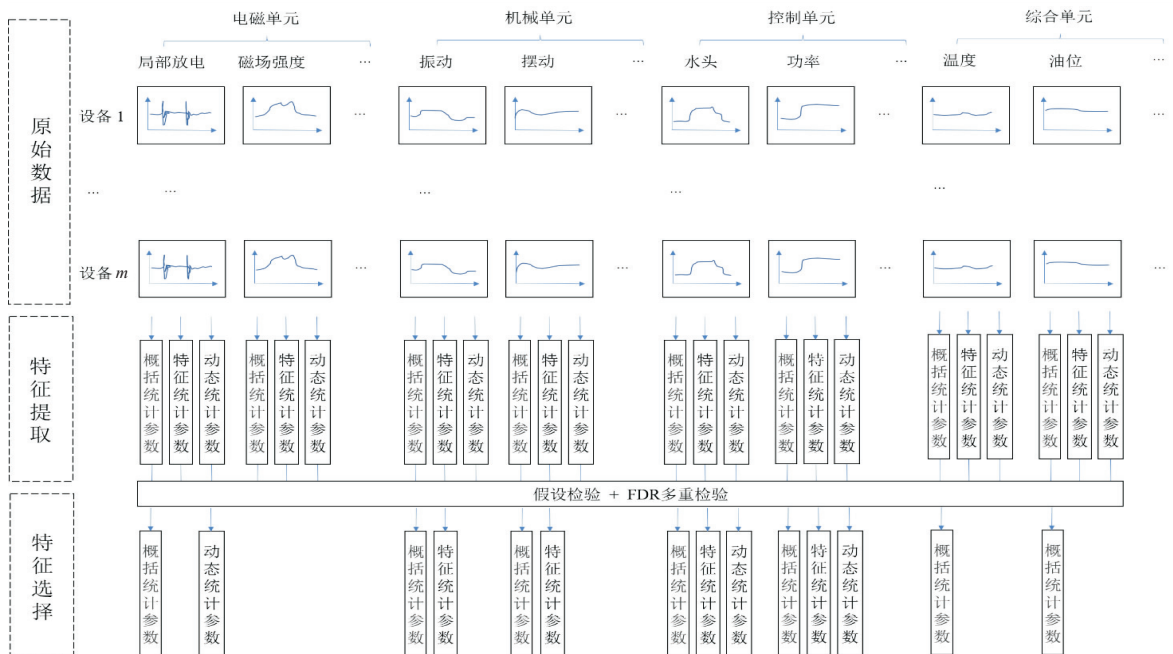 电磁单元 机械单元 控制单元 综合单元
局部放电 磁场强度 … 振动 摆动 … 水头 功率 … 温度 油位 …
原始数据
设备 1 … … … …
… … … …
设备 m … … … …
特征提取
概括统计参数 特征统计参数 动态统计参数 概括统计参数 特征统计参数 动态统计参数 概括统计参数 特征统计参数 动态统计参数 概括统计参数 特征统计参数 动态统计参数 概括统计参数 特征统计参数 动态统计参数 概括统计参数 特征统计参数 动态统计参数 概括统计参数 特征统计参数 动态统计参数 概括统计参数 特征统计参数 动态统计参数
假设检验 + FDR多重检验
特征选择
概括统计参数 动态统计参数 概括统计参数 特征统计参数 概括统计参数 特征统计参数 概括统计参数 特征统计参数 动态统计参数 概括统计参数 特征统计参数 动态统计参数 概括统计参数 概括统计参数